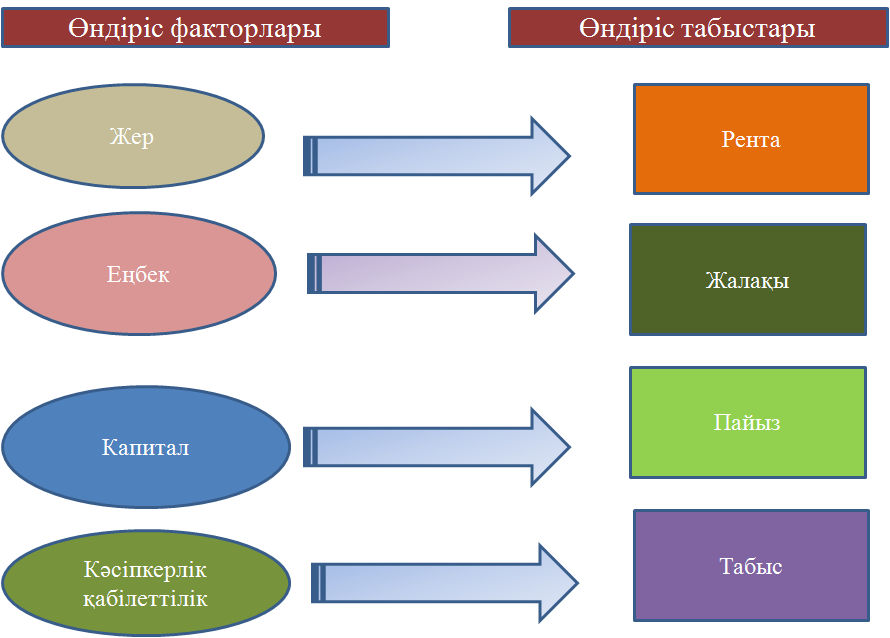 Өндіріс факторлары
Өндіріс табыстары
Жер
Рента
Еңбек
Жалақы
Капитал
Пайыз
Кәсіпкерлік
қабілеттілік
Табыс